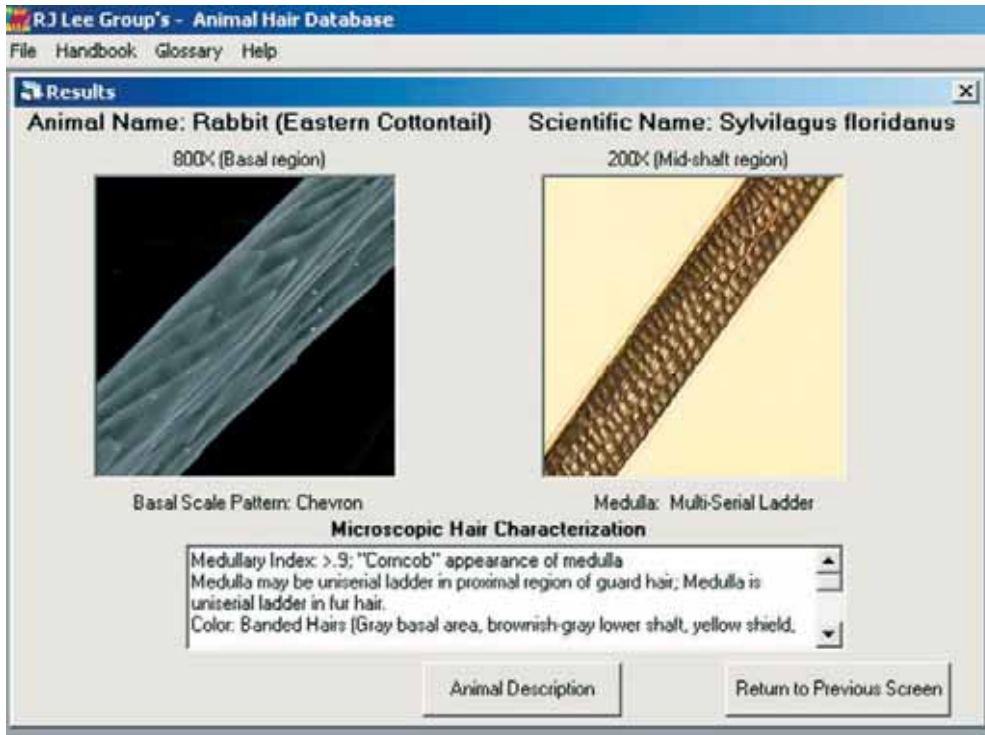 RJ Lee Group's - Animal Hair Database
File Handbook Glossary Help
Results
Animal Name: Rabbit (Eastern Cottontail)
Scientific Name: Sylvilagus floridanus
800X (Basal region)
200X (Mid-shaft region)
Basal Scale Pattern: Chevron
Medulla: Multi-Serial Ladder
Microscopic Hair Characterization
Medullary Index: >.9; "Corncob" appearance of medulla
Medulla may be uniserial ladder in proximal region of guard hair; Medulla is
uniserial ladder in fur hair.
Color: Banded Hairs (Gray basal area, brownish-gray lower shaft, yellow shield,
Animal Description
Return to Previous Screen